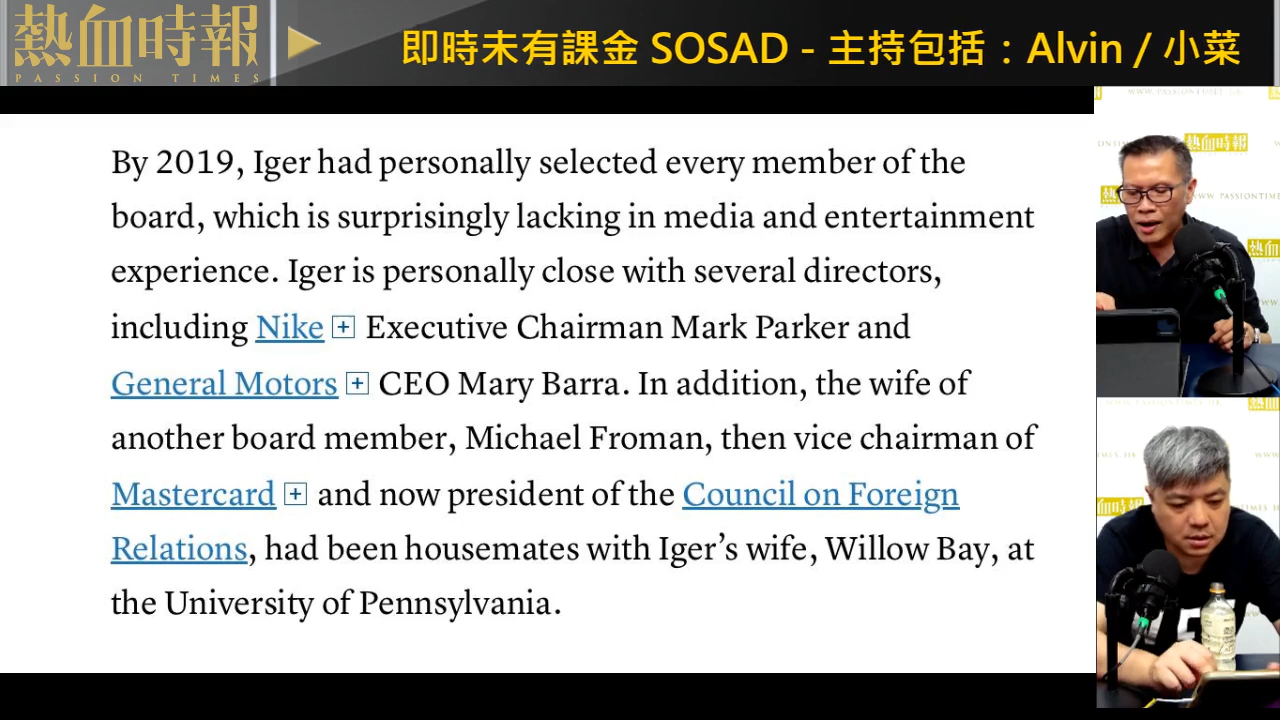 熱血時報
PASSION TIMES
即時未有課金 SOSAD - 主持包括：Alvin / 小菜
By 2019, Iger had personally selected every member of the
board, which is surprisingly lacking in media and entertainment
experience. Iger is personally close with several directors,
including Nike + Executive Chairman Mark Parker and
General Motors + CEO Mary Barra. In addition, the wife of
another board member, Michael Froman, then vice chairman of
Mastercard + and now president of the Council on Foreign
Relations, had been housemates with Iger’s wife, Willow Bay, at
the University of Pennsylvania.
熱血時報
WWW.PASSIONTIME